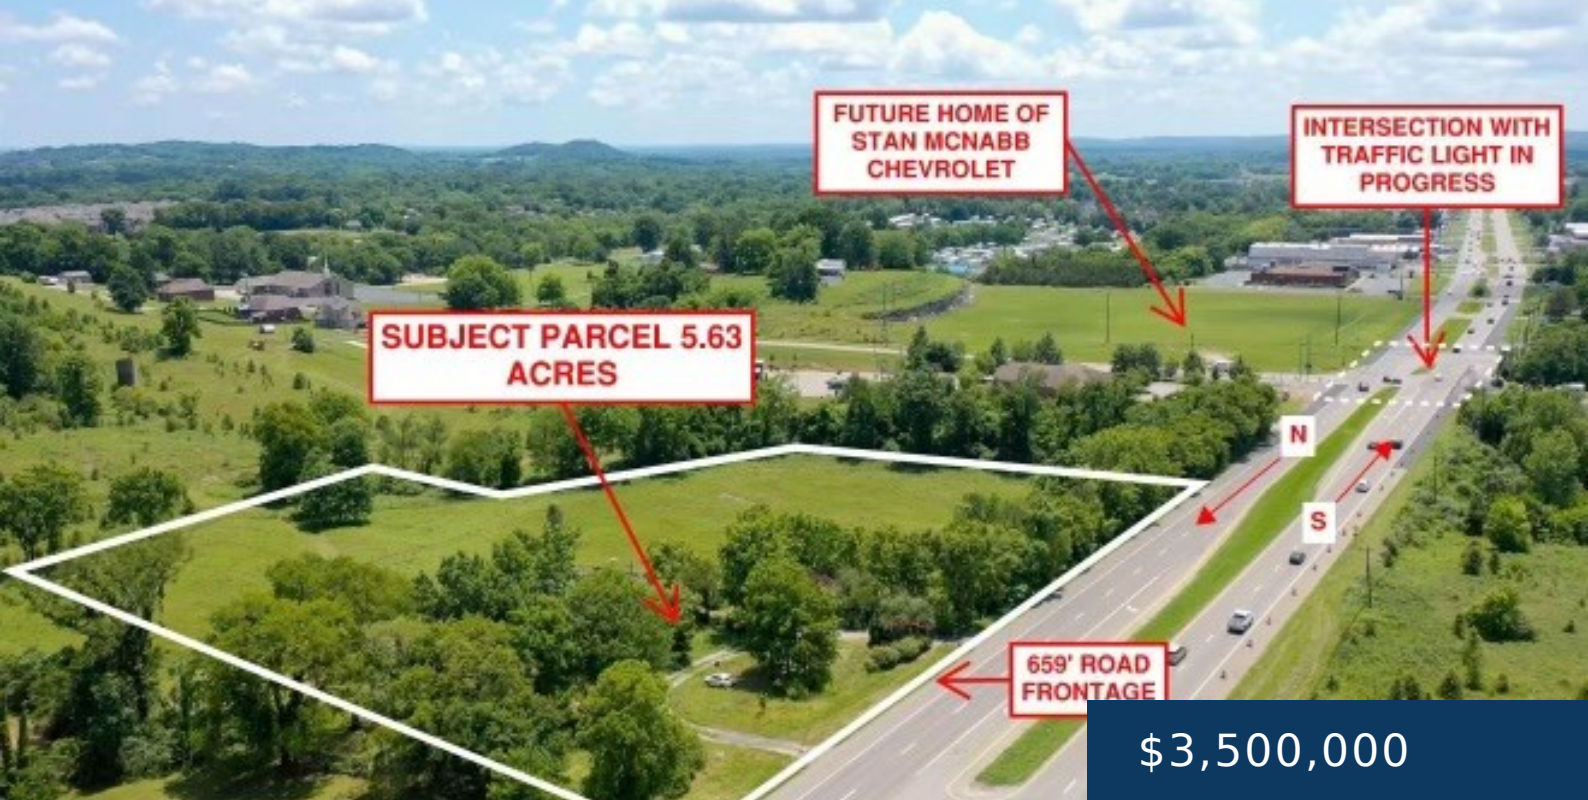 FUTURE HOME OF
STAN MCNABB
CHEVROLET
INTERSECTION WITH
TRAFFIC LIGHT IN
PROGRESS
SUBJECT PARCEL 5.63
ACRES
N
S
659' ROAD
FRONTAGE
$3,500,000